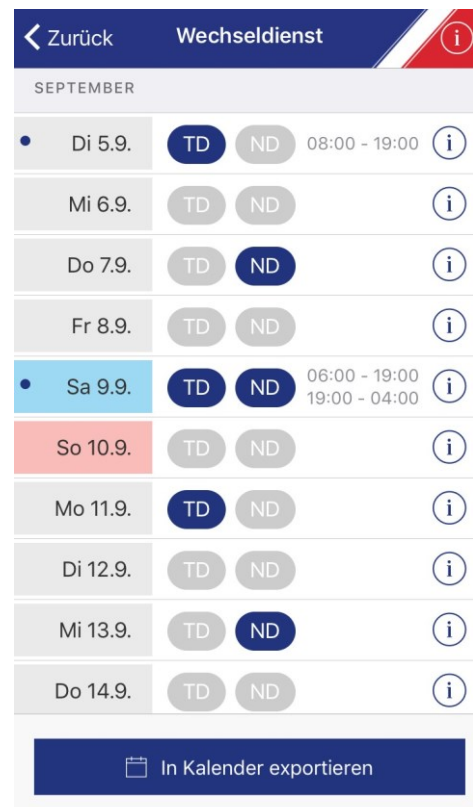 Zurück Wechseldienst i
SEPTEMBER
Di 5.9. TD ND 08:00 - 19:00 i
Mi 6.9. TD ND i
Do 7.9. TD ND i
Fr 8.9. TD ND i
Sa 9.9. TD ND 06:00 - 19:00 i
19:00 - 04:00
So 10.9. TD ND i
Mo 11.9. TD ND i
Di 12.9. TD ND i
Mi 13.9. TD ND i
Do 14.9. TD ND i
In Kalender exportieren